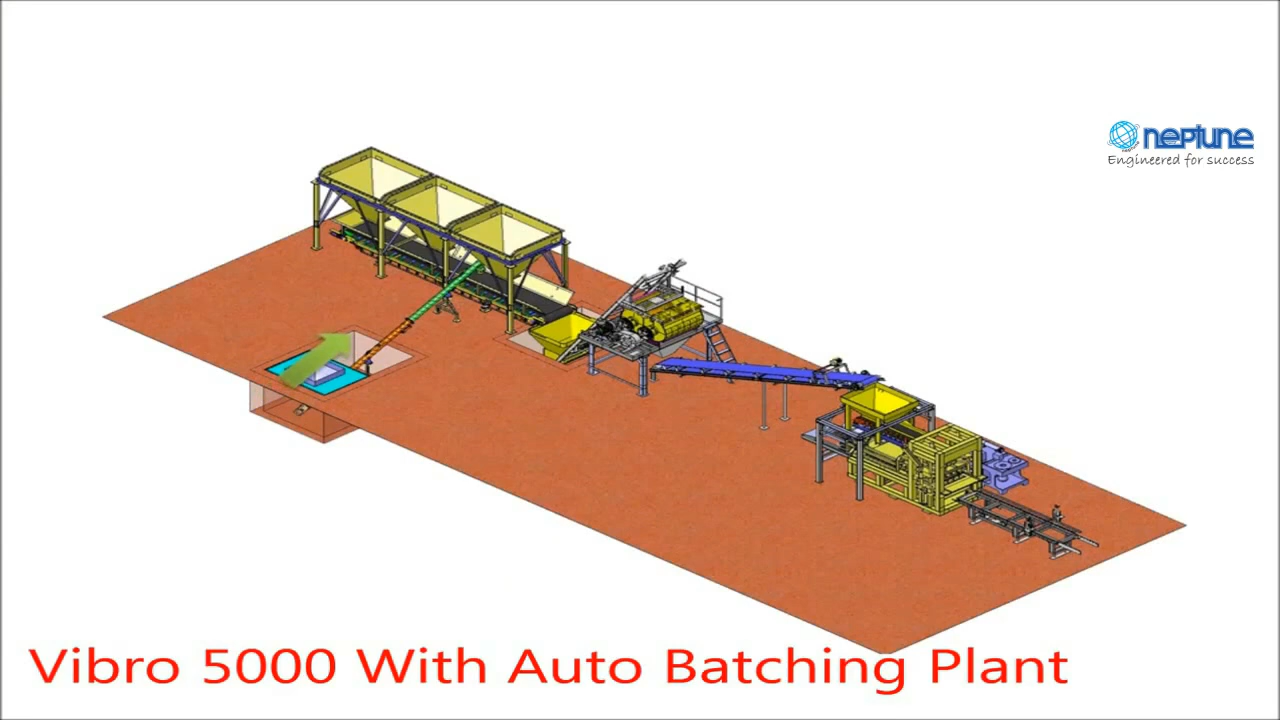 neptune
Engineered for success
Vibro 5000 With Auto Batching Plant